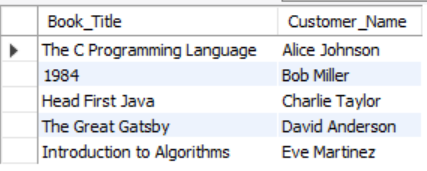 Book_Title Customer_Name
The C Programming Language Alice Johnson
1984 Bob Miller
Head First Java Charlie Taylor
The Great Gatsby David Anderson
Introduction to Algorithms Eve Martinez